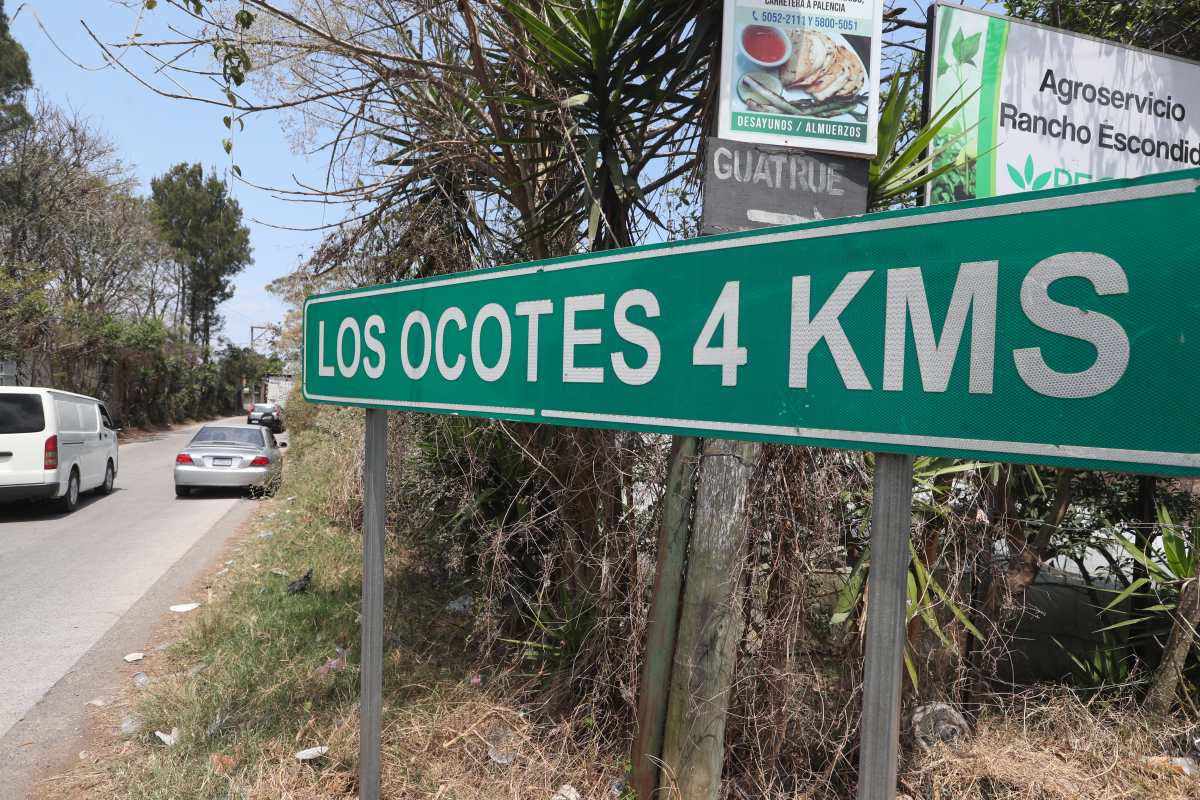 CARRETERA A PALENCIA
5052-2111 Y 5800-5051
DESAYUNOS / ALMUERZOS
GUATRUE
Agroservicio
Rancho Escondid
LOS OCOTES 4 KMS